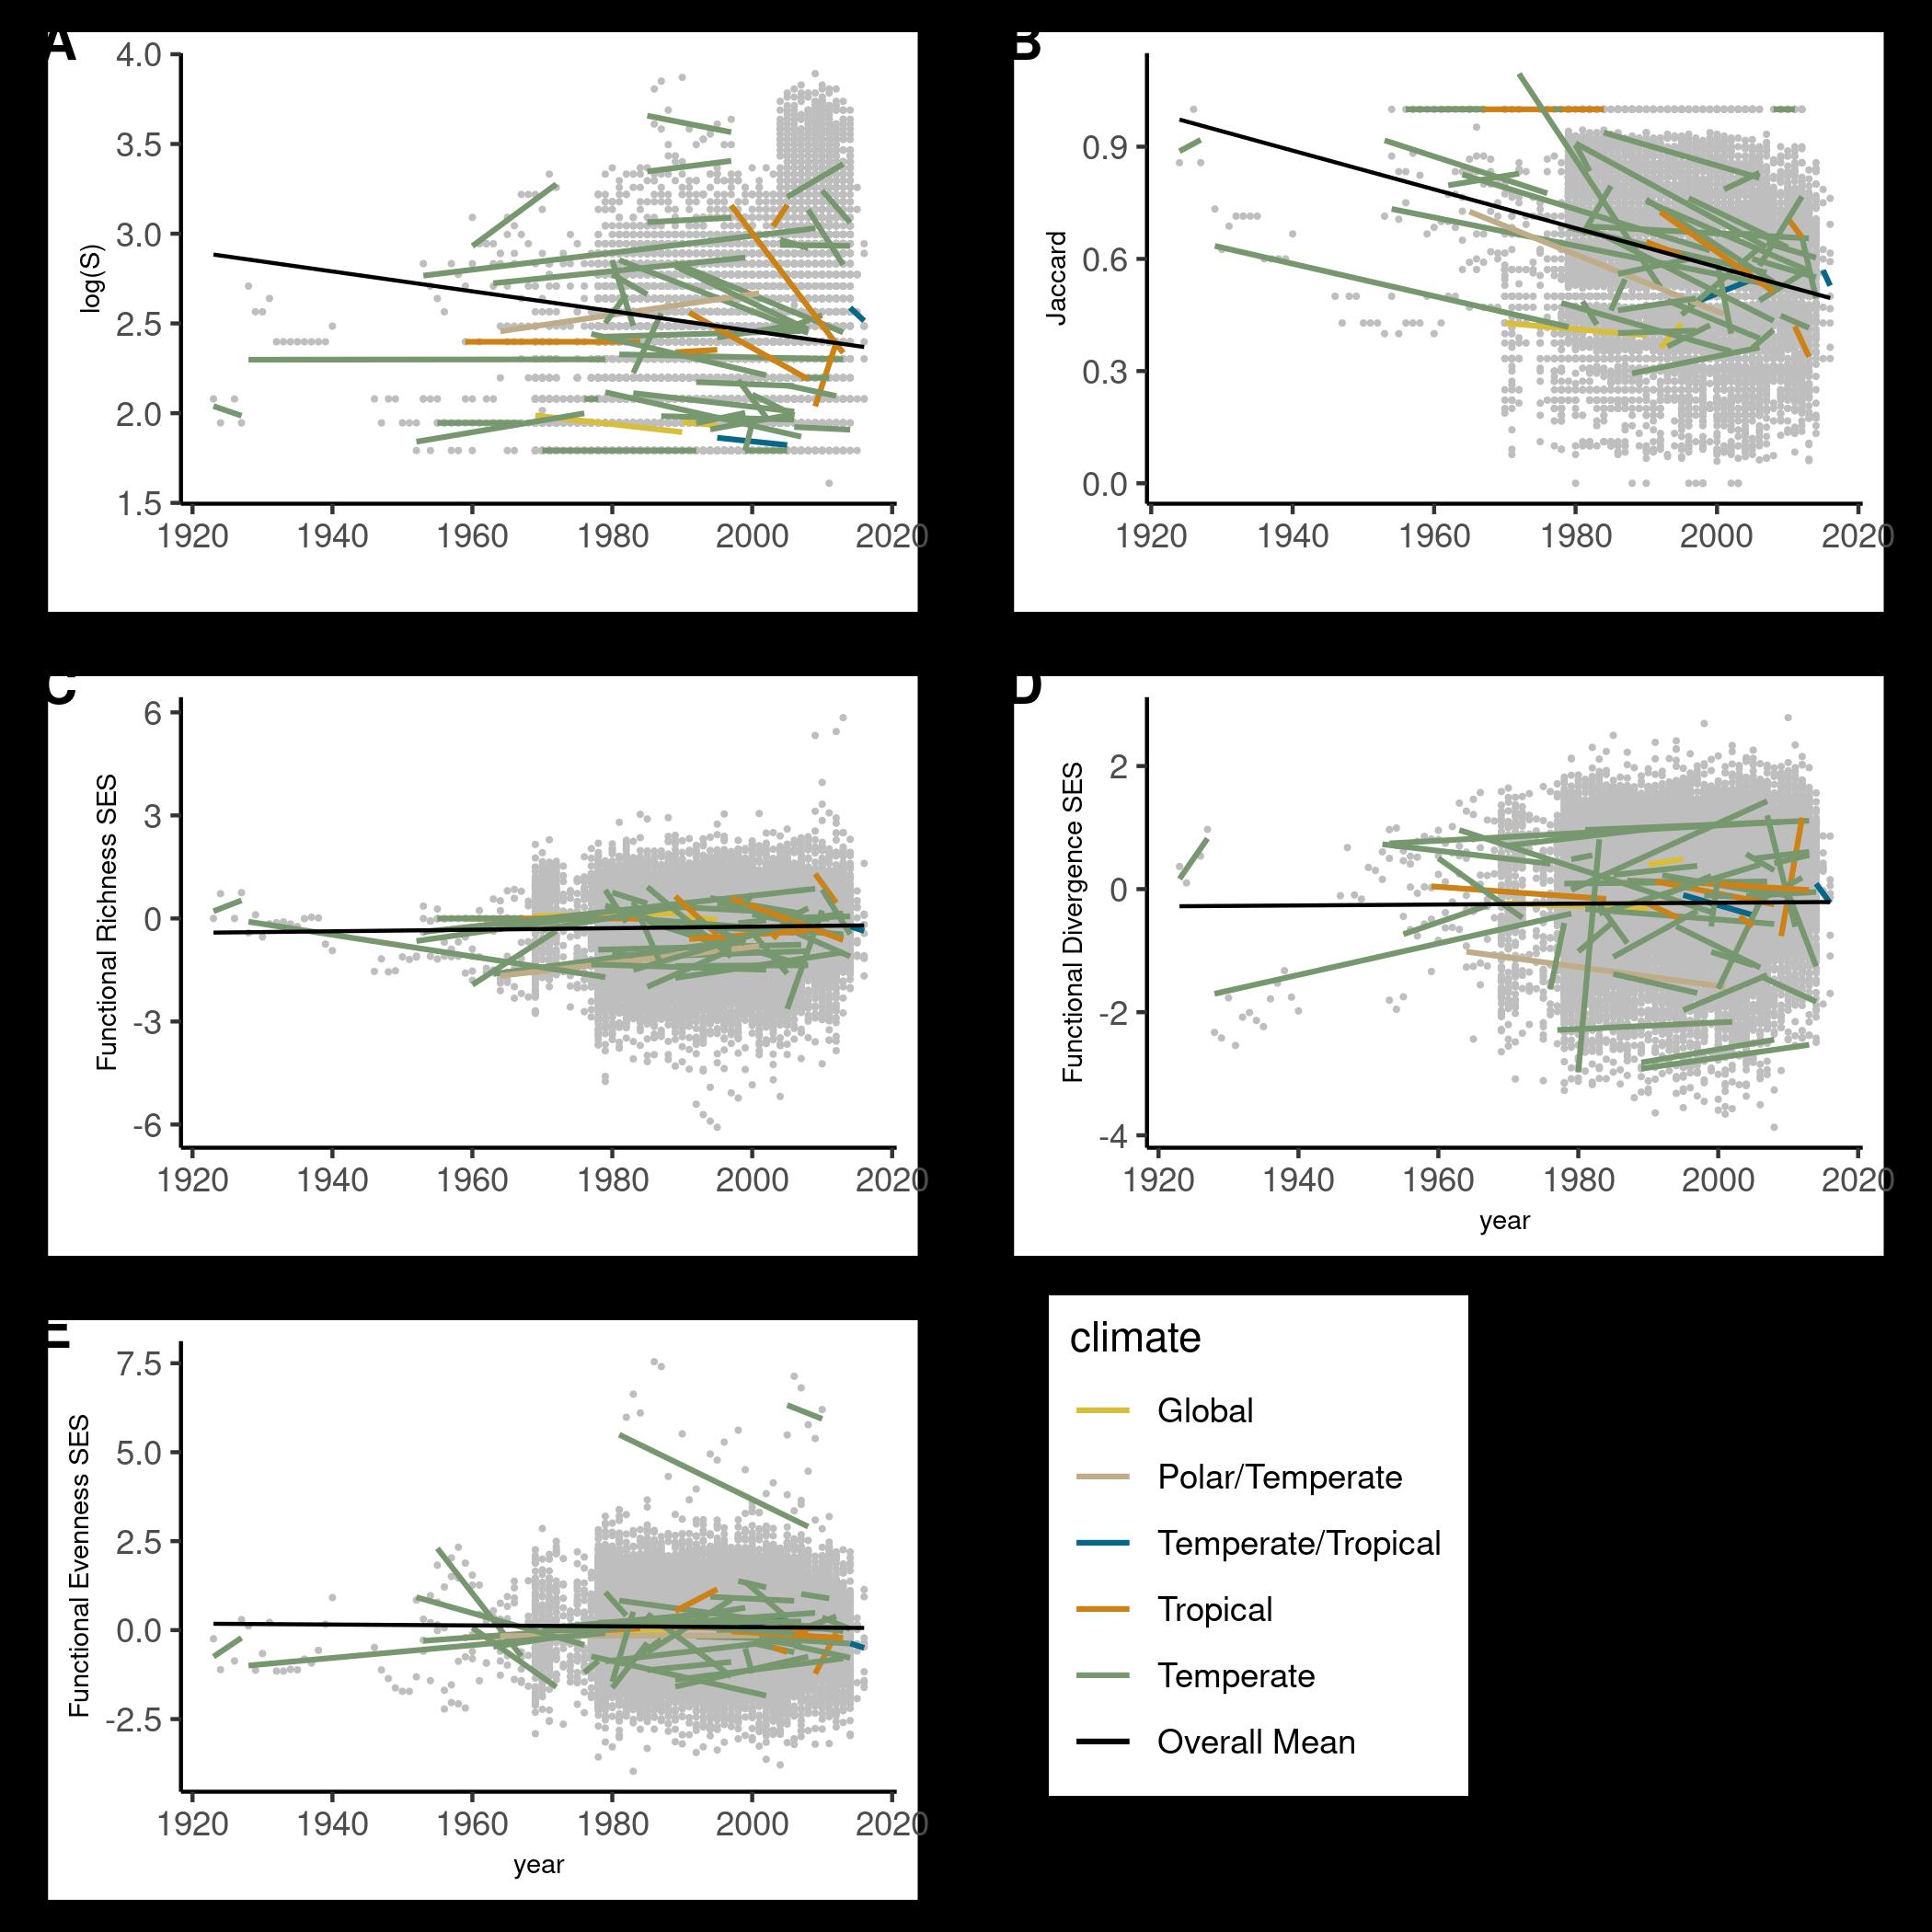 A
log(S)
4.0
3.5
3.0
2.5
2.0
1.5
1920 1940 1960 1980 2000 2020
B
Jaccard
0.9
0.6
0.3
0.0
1920 1940 1960 1980 2000 2020
C
Functional Richness SES
6
3
0
-3
-6
1920 1940 1960 1980 2000 2020
D
Functional Divergence SES
2
0
-2
-4
1920 1940 1960 1980 2000 2020
year
E
Functional Evenness SES
7.5
5.0
2.5
0.0
-2.5
1920 1940 1960 1980 2000 2020
year
climate
Global
Polar/Temperate
Temperate/Tropical
Tropical
Temperate
Overall Mean